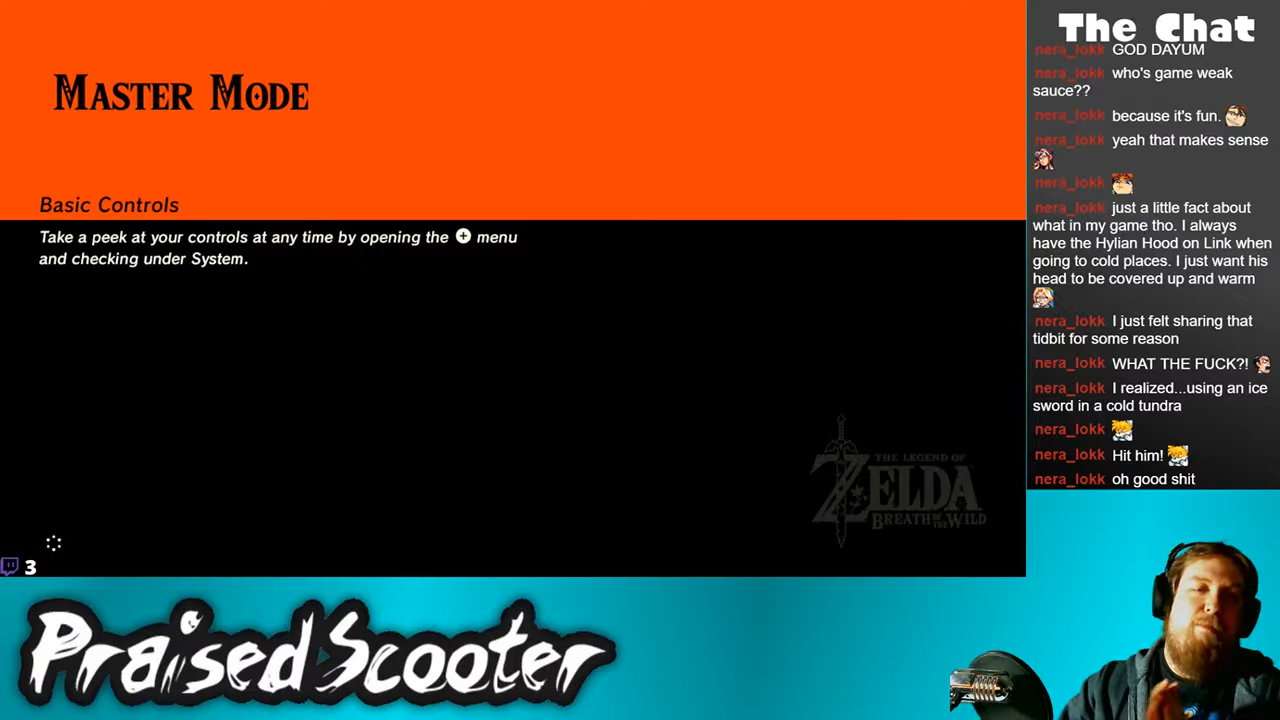 Master Mode
Basic Controls
Take a peek at your controls at any time by opening the + menu
and checking under System.
THE LEGEND OF
ZELDA
BREATH OF THE WILD
3
PraisedScooter
The Chat
nera_lokk GOD DAYUM
nera_lokk who's game weak
sauce??
nera_lokk because it's fun.
nera_lokk yeah that makes sense
nera_lokk
nera_lokk just a little fact about
what in my game tho. I always
have the Hylian Hood on Link when
going to cold places. I just want his
head to be covered up and warm
nera_lokk I just felt sharing that
tidbit for some reason
nera_lokk WHAT THE FUCK?!
nera_lokk I realized...using an ice
sword in a cold tundra
nera_lokk
nera_lokk Hit him!
nera_lokk oh good shit